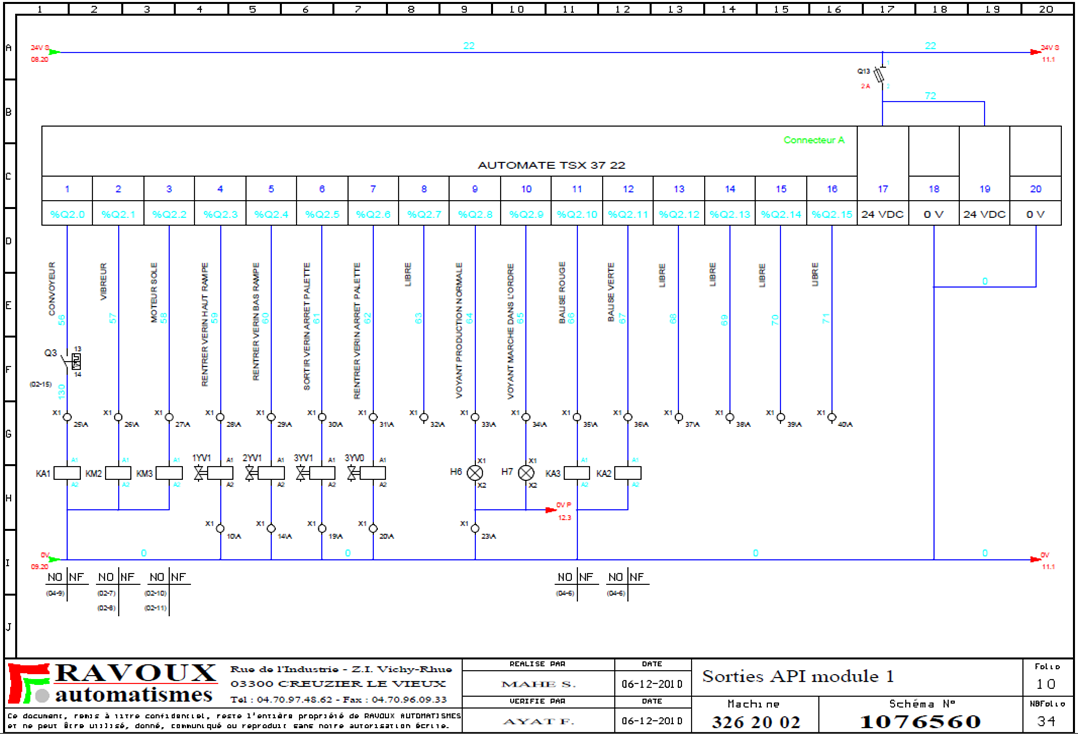 1 2 3 4 5 6 7 8 9 10 11 12 13 14 15 16 17 18 19 20
A
24V S
08.20
22
22
24V S
11.1
Q13
2 A
1
2
B
72
Connecteur A
C
AUTOMATE TSX 37 22
1 2 3 4 5 6 7 8 9 10 11 12 13 14 15 16 17 18 19 20
%Q2.0 %Q2.1 %Q2.2 %Q2.3 %Q2.4 %Q2.5 %Q2.6 %Q2.7 %Q2.8 %Q2.9 %Q2.10 %Q2.11 %Q2.12 %Q2.13 %Q2.14 %Q2.15 24 VDC 0 V 24 VDC 0 V
D
CONVOYEUR
VIBREUR
MOTEUR SOLE
RENTRER VERIN HAUT RAMPE
RENTRER VERIN BAS RAMPE
SORTIR VERIN ARRET PALETTE
RENTRER VERIN ARRET PALETTE
LIBRE
VOYANT PRODUCTION NORMALE
VOYANT MARCHE DANS L'ORDRE
BALISE ROUGE
BALISE VERTE
LIBRE
LIBRE
LIBRE
LIBRE
0
E
56 57 58 59 60 61 62 63 64 65 66 67 68 69 70 71
F
Q3
13
14
(02-15)
130
G
X1 X1 X1 X1 X1 X1 X1 X1 X1 X1 X1 X1 X1 X1 X1 X1
25\A 26\A 27\A 28\A 29\A 30\A 31\A 32\A 33\A 34\A 35\A 36\A 37\A 38\A 39\A 40\A
1YV1 2YV1 3YV1 3YV0
A1 A1 A1 A1 A1 A1 A1 X1 X1 A1 A1
KA1 KM2 KM3 H6 H7 KA3 KA2
A2 A2 A2 A2 A2 A2 A2 X2 X2 A2 A2
H
0V P
12.3
X1 X1 X1 X1 X1
10\A 14\A 19\A 20\A 23\A
I
0V
09.20
0 0 0 0
0V
11.1
NO NF NO NF NO NF NO NF NO NF
(04-9) (02-7) (02-10) (04-6) (04-6)
(02-8) (02-11)
J
RAVOUX
automatismes
Rue de l'Industrie - Z.I. Vichy-Rhue
03300 CREUZIER LE VIEUX
Tel : 04.70.97.48.62 - Fax : 04.70.96.09.33
Ce document, remis à titre confidentiel, reste l'entière propriété de RAVOUX AUTOMATISMES
et ne peut être utilisé, donné, communiqué ou reproduit sans notre autorisation écrite.
REALISE PAR
DATE
MAHE S.
06-12-2010
VERIFIE PAR
DATE
AYAT F.
06-12-2010
Sorties API module 1
Machine
326 20 02
Schéma N°
1076560
Folio
10
NBFolio
34